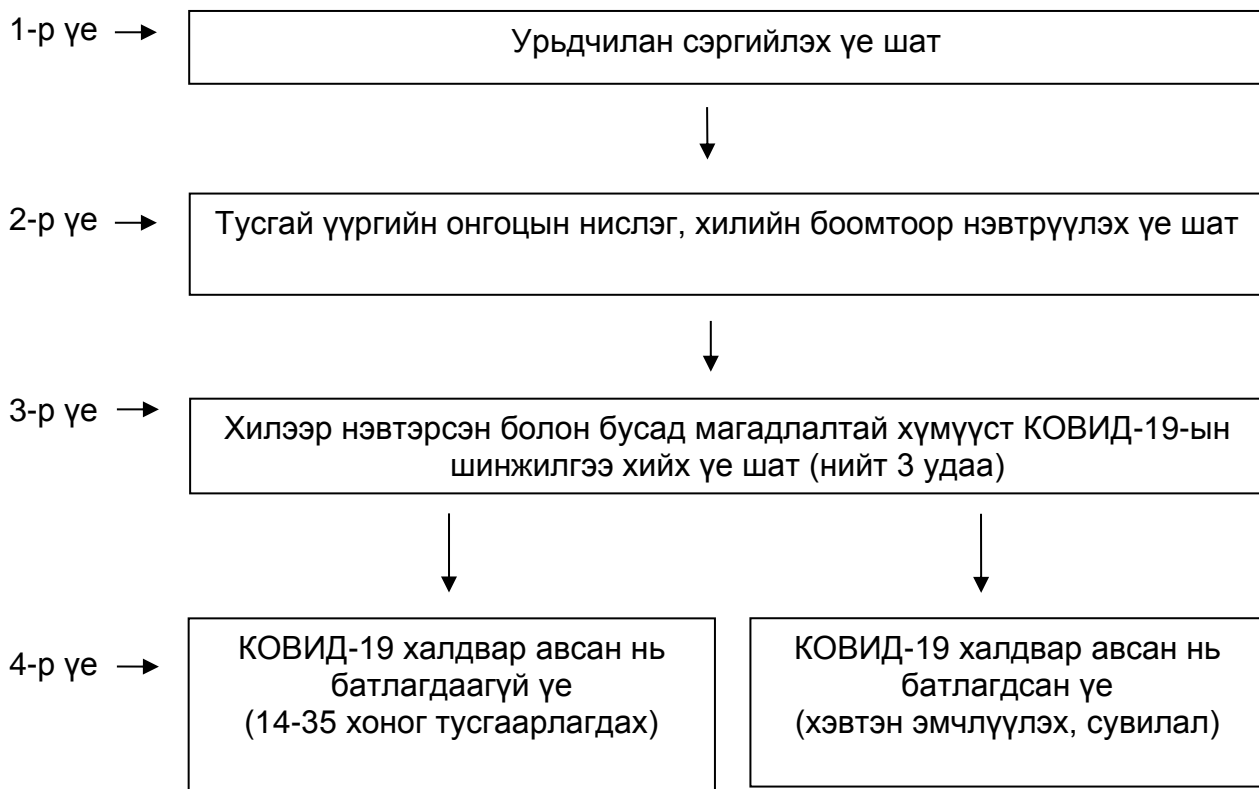 1-р үе
Урьдчилан сэргийлэх үе шат
2-р үе
Тусгай үүргийн онгоцын нислэг, хилийн боомтоор нэвтрүүлэх үе шат
3-р үе
Хилээр нэвтэрсэн болон бусад магадлалтай хүмүүст КОВИД-19-ын
шинжилгээ хийх үе шат (нийт 3 удаа)
4-р үе
КОВИД-19 халдвар авсан нь
батлагдаагүй үе
(14-35 хоног тусгаарлагдах)
КОВИД-19 халдвар авсан нь
батлагдсан үе
(хэвтэн эмчлүүлэх, сувилал)